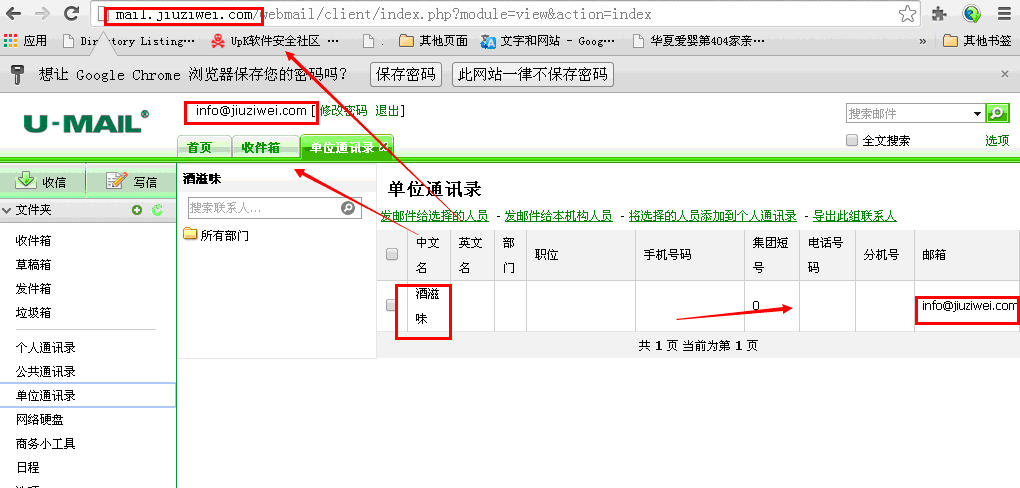 mail.jiuziwei.com/webmail/client/index.php?module=view&action=index
应用 Directory Listing… UpK软件安全社区 … . 其他页面 文字和网站 - Goog… 华夏爱婴第404家亲… » 其他书签
想让 Google Chrome 浏览器保存您的密码吗? 保存密码 此网站一律不保存密码
U-MAIL®
info@jiuziwei.com [ 修改密码 退出]
搜索邮件
全文搜索 选项
首页 收件箱 单位通讯录
收信 写信
文件夹
收件箱
草稿箱
发件箱
垃圾箱
个人通讯录
公共通讯录
单位通讯录
网络硬盘
商务小工具
日程
酒滋味
搜索联系人...
所有部门
单位通讯录
发邮件给选择的人员 - 发邮件给本机构人员 - 将选择的人员添加到个人通讯录 - 导出此组联系人
中文名 英文名 部门 职位 手机号码 集团短号 电话号码 分机号 邮箱
酒滋味 0 info@jiuziwei.com
共 1 页 当前为第 1 页